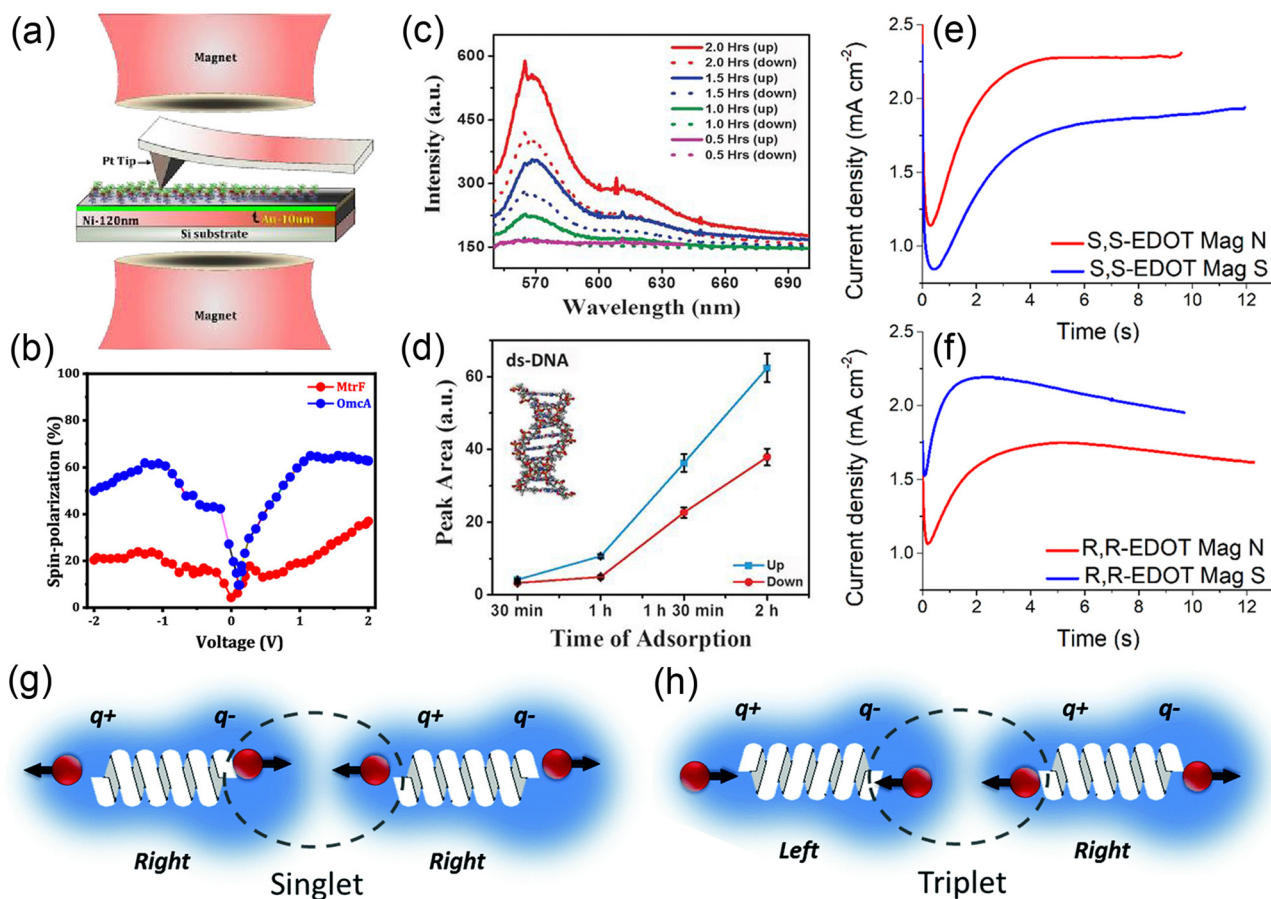 (a)
Magnet
Pt Tip
Ni-120nm
Au-10nm
Si substrate
Magnet
(b)
100
80
60
40
20
0
Spin-polarization (%)
MtrF
OmcA
-2
-1
0
1
2
Voltage (V)
(c)
600
450
300
150
Intensity (a.u.)
2.0 Hrs (up)
2.0 Hrs (down)
1.5 Hrs (up)
1.5 Hrs (down)
1.0 Hrs (up)
1.0 Hrs (down)
0.5 Hrs (up)
0.5 Hrs (down)
570
600
630
660
690
Wavelength (nm)
(d)
ds-DNA
60
40
20
0
Peak Area (a.u.)
Up
Down
30 min
1 h
1 h 30 min
2 h
Time of Adsorption
(e)
2.5
2.0
1.5
1.0
Current density (mA cm-2)
S,S-EDOT Mag N
S,S-EDOT Mag S
0
2
4
6
8
10
12
Time (s)
(f)
2.5
2.0
1.5
1.0
Current density (mA cm-2)
R,R-EDOT Mag N
R,R-EDOT Mag S
0
2
4
6
8
10
12
Time (s)
(g)
q+
q-
q+
q-
Right
Right
Singlet
(h)
q+
q-
q+
q-
Left
Right
Triplet